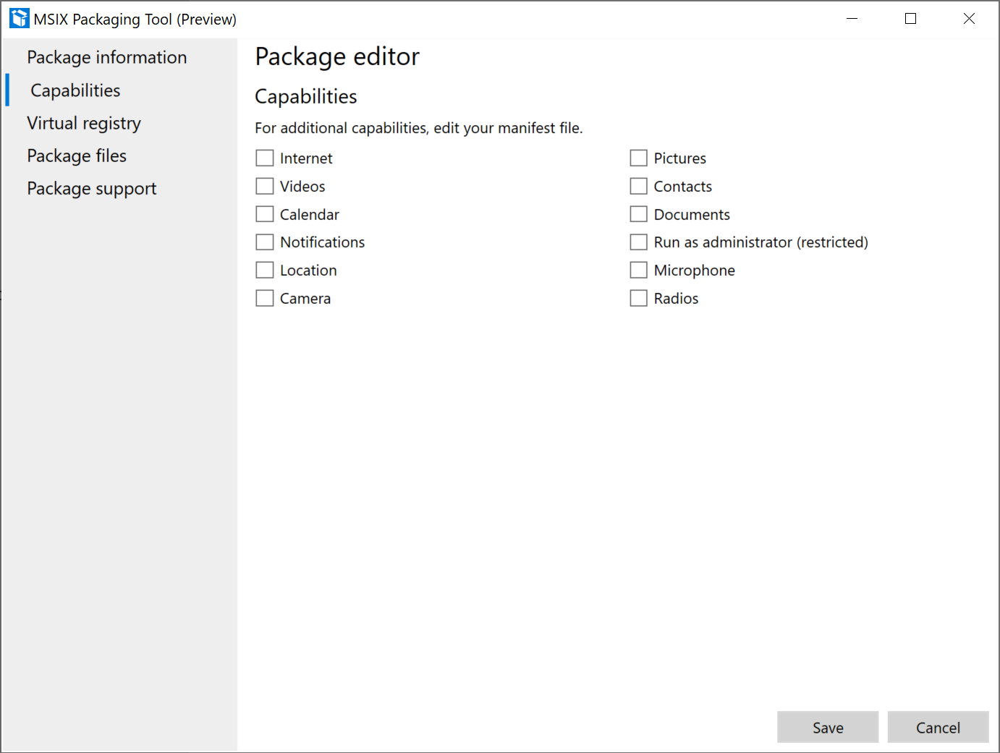 MSIX Packaging Tool (Preview)
Package information
Capabilities
Virtual registry
Package files
Package support
Package editor
Capabilities
For additional capabilities, edit your manifest file.
Internet
Videos
Calendar
Notifications
Location
Camera
Pictures
Contacts
Documents
Run as administrator (restricted)
Microphone
Radios
Save
Cancel